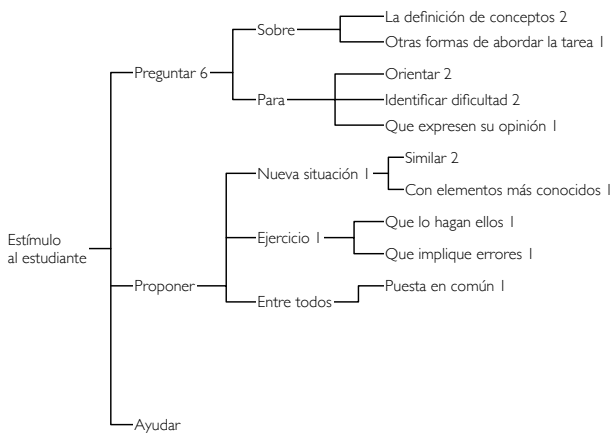 Estímulo
al estudiante
Preguntar 6
Sobre
La definición de conceptos 2
Otras formas de abordar la tarea 1
Para
Orientar 2
Identificar dificultad 2
Que expresen su opinión 1
Proponer
Nueva situación 1
Similar 2
Con elementos más conocidos 1
Ejercicio 1
Que lo hagan ellos 1
Que implique errores 1
Entre todos
Puesta en común 1
Ayudar